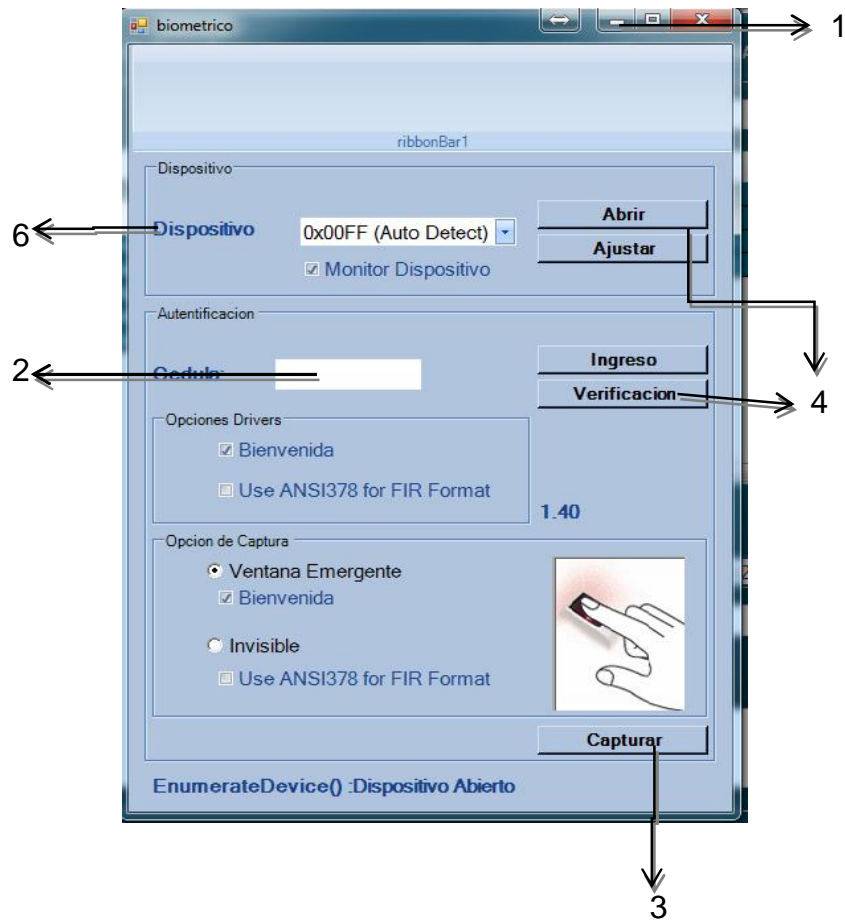 biometrico
1
ribbonBar1
Dispositivo
6
Dispositivo
0x00FF (Auto Detect)
Abrir
Ajustar
Monitor Dispositivo
Autentificacion
2
Cedula:
Ingreso
Verificacion
4
Opciones Drivers
Bienvenida
Use ANSI378 for FIR Format
1.40
Opcion de Captura
Ventana Emergente
Bienvenida
Invisible
Use ANSI378 for FIR Format
Capturar
EnumerateDevice() :Dispositivo Abierto
3